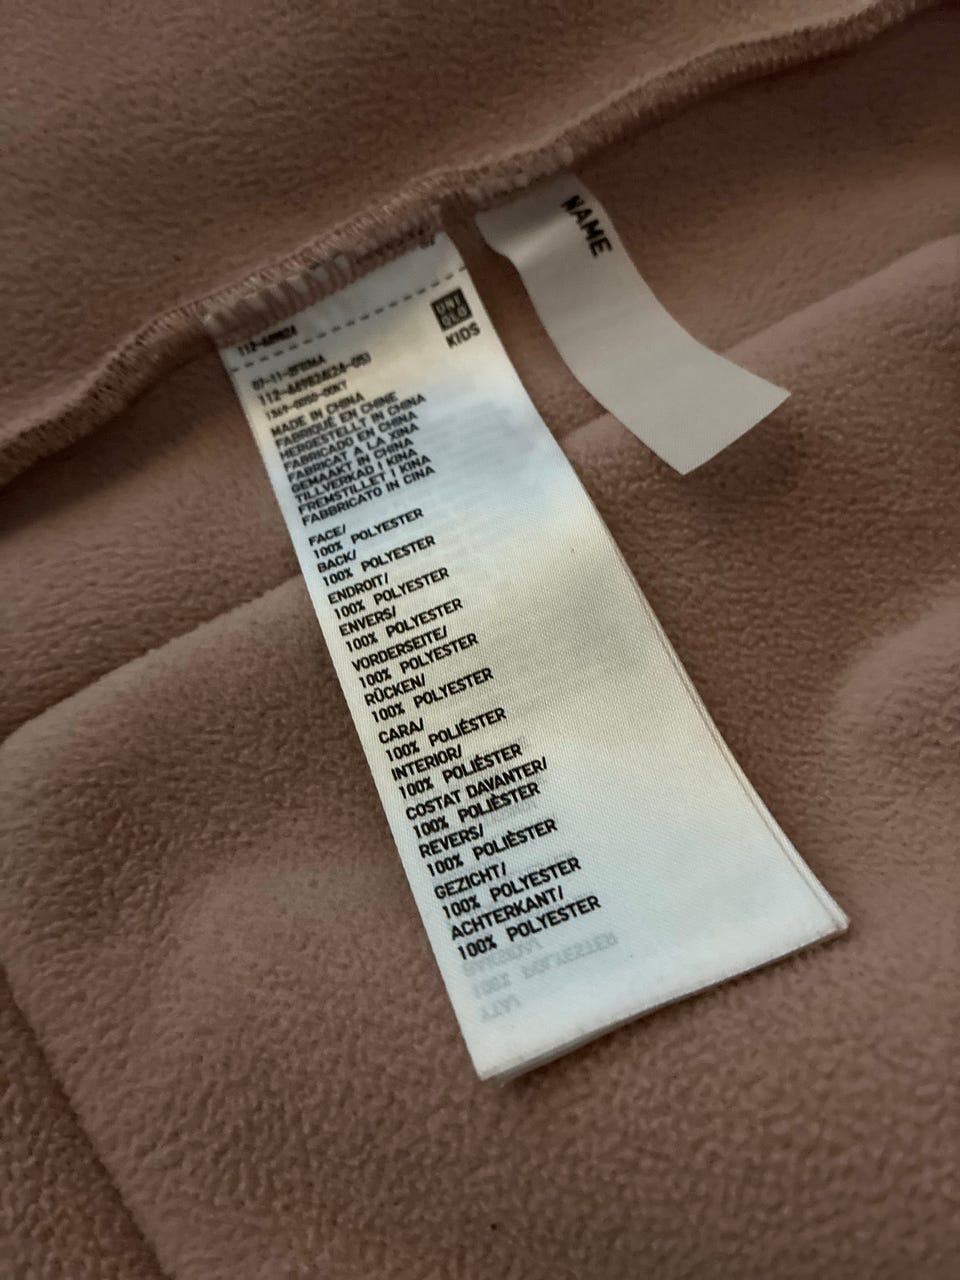 NAME
UNI
QLO
KIDS
MADE IN CHINA
FABRIQUÉ EN CHINE
HERGESTELLT IN CHINA
FABRICADO EN CHINA
FABRICAT A LA XINA
GEMAAKT IN CHINA
TILLVERKAD I KINA
FREMSTILLET I KINA
FABBRICATO IN CINA
FACE/
100% POLYESTER
BACK/
100% POLYESTER
ENDROIT/
100% POLYESTER
ENVERS/
100% POLYESTER
VORDERSEITE/
100% POLYESTER
RÜCKEN/
100% POLYESTER
CARA/
100% POLIÉSTER
INTERIOR/
100% POLIÉSTER
COSTAT DAVANTER/
100% POLIÈSTER
REVERS/
100% POLIÈSTER
GEZICHT/
100% POLYESTER
ACHTERKANT/
100% POLYESTER